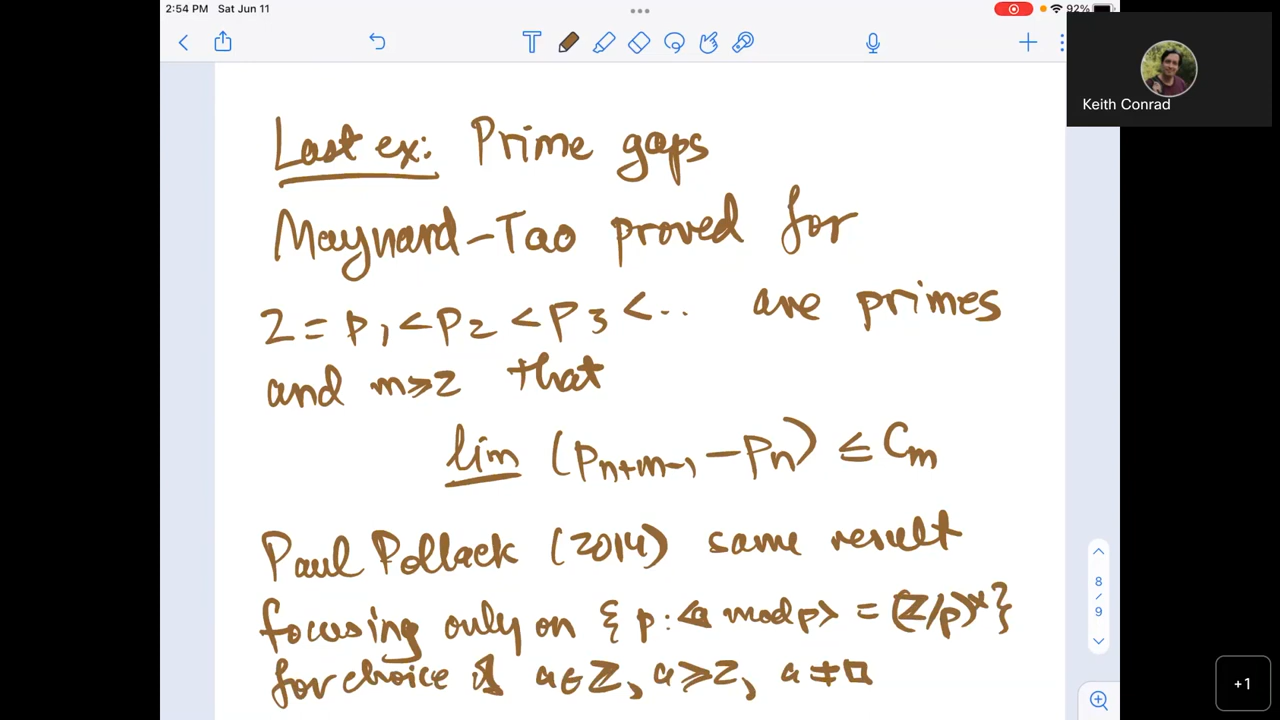 2:54 PM Sat Jun 11
92%
Keith Conrad
Last ex: Prime gaps
Maynard-Tao proved for
2 = p₁ < p₂ < p₃ < .. are primes
and m ⩾ 2 that
lim (pₙ₊ₘ₋₁ - pₙ) ≤ Cₘ
Paul Pollack (2014) same result
focusing only on { p : <a mod p> = (Z/p)ˣ }
for choice of a ∈ Z, a ⩾ 2, a ≠ □
8
/
9
+1